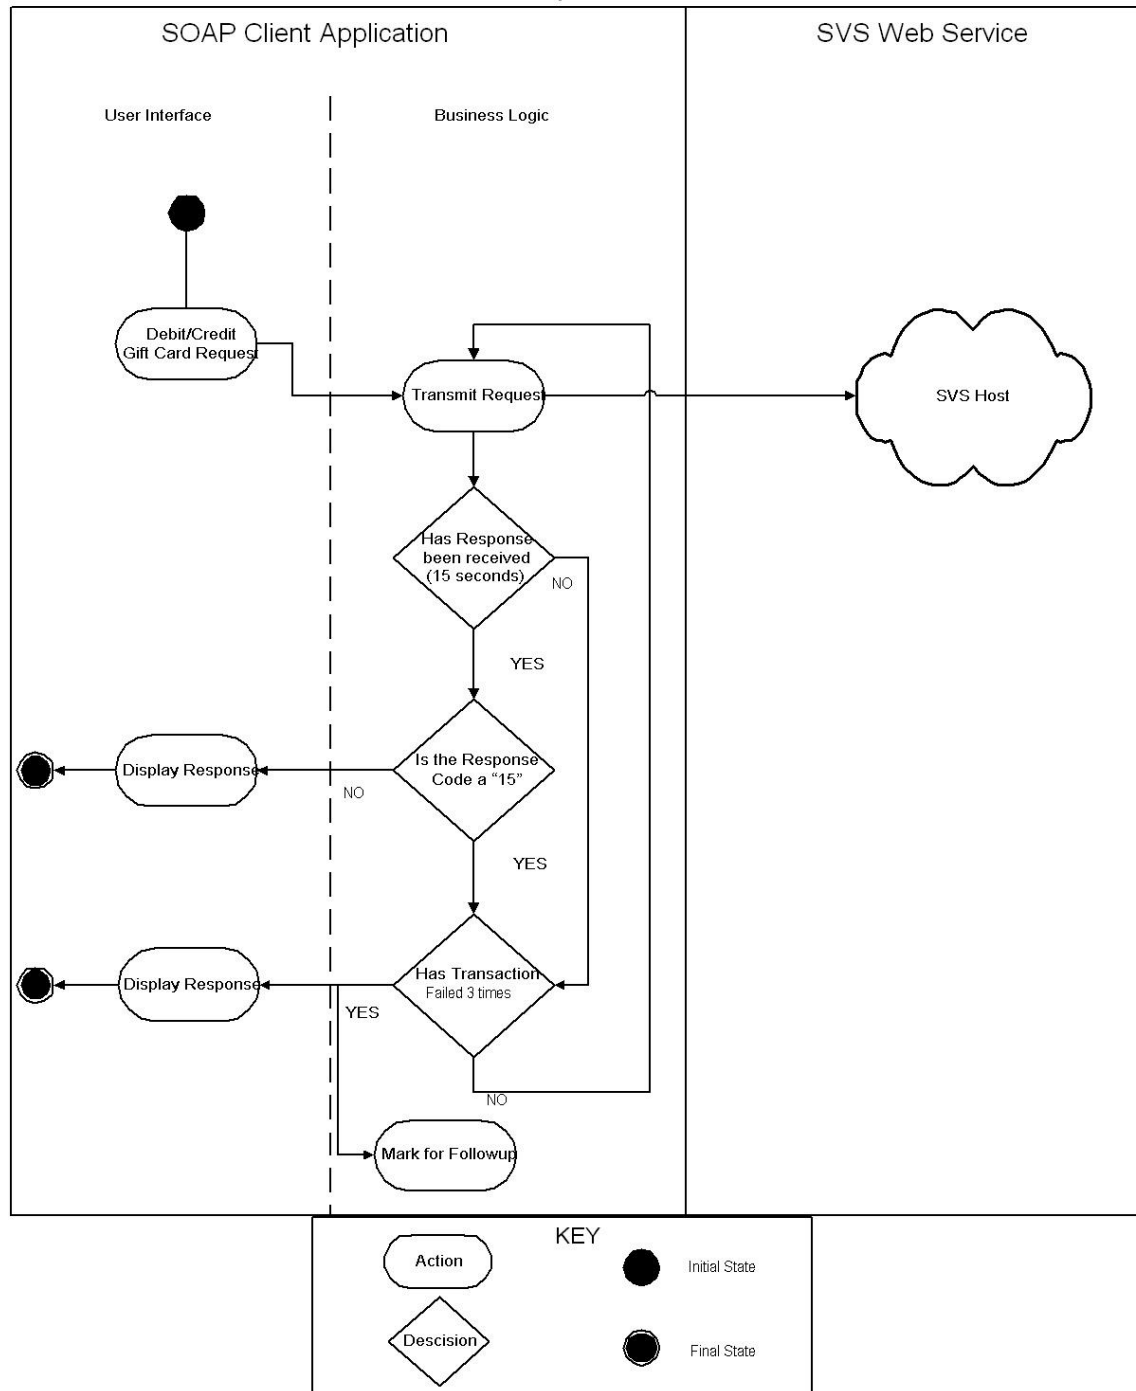 SOAP Client Application
SVS Web Service
User Interface
Business Logic
Debit/Credit
Gift Card Request
Transmit Request
SVS Host
Has Response
been received
(15 seconds)
NO
YES
Is the Response
Code a “15”
Display Response
NO
YES
Has Transaction
Failed 3 times
Display Response
YES
NO
Mark for Followup
KEY
Action
Initial State
Descision
Final State